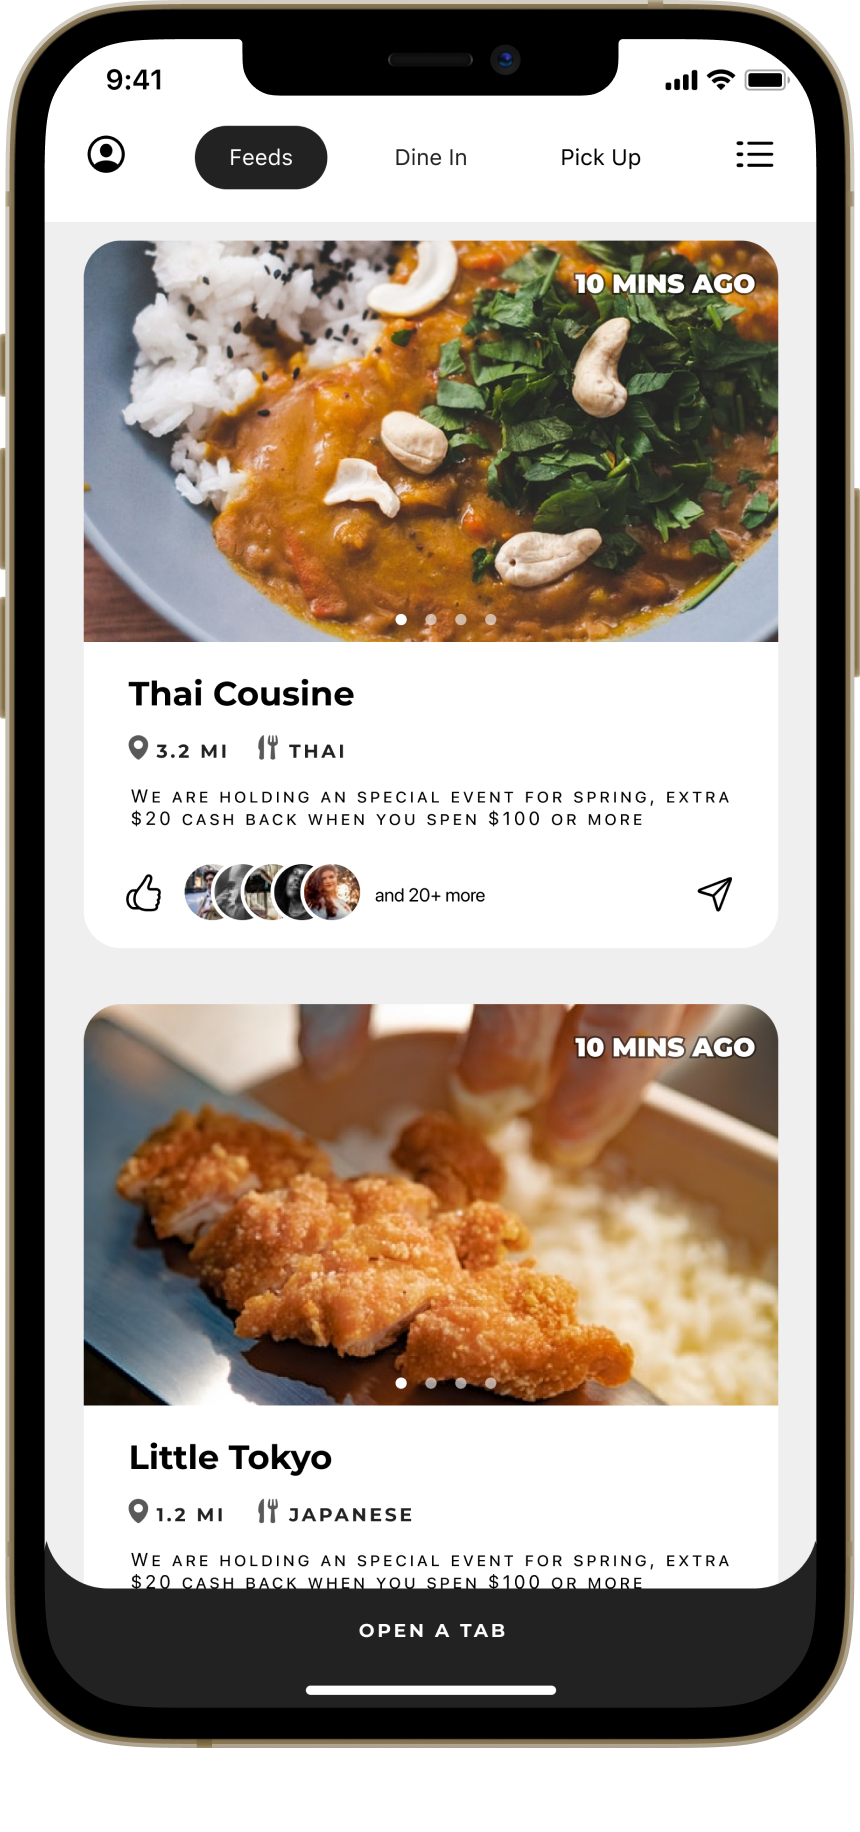 9:41
Feeds Dine In Pick Up
10 MINS AGO
Thai Cousine
3.2 MI THAI
WE ARE HOLDING AN SPECIAL EVENT FOR SPRING, EXTRA
$20 CASH BACK WHEN YOU SPEN $100 OR MORE
and 20+ more
10 MINS AGO
Little Tokyo
1.2 MI JAPANESE
WE ARE HOLDING AN SPECIAL EVENT FOR SPRING, EXTRA
$20 CASH BACK WHEN YOU SPEN $100 OR MORE
OPEN A TAB